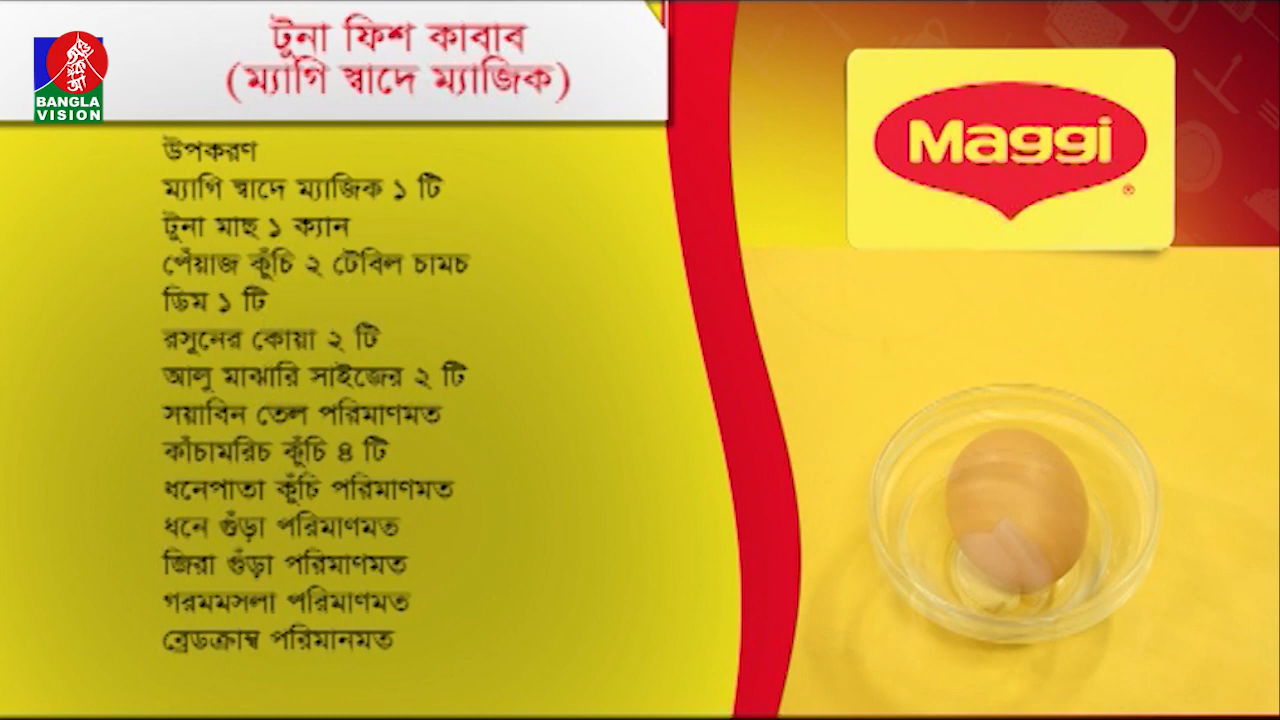 টুনা ফিশ কাবাব
(ম্যাগি স্বাদে ম্যাজিক)
BANGLA
VISION
Maggi
®
উপকরণ
ম্যাগি স্বাদে ম্যাজিক ১ টি
টুনা মাছ ১ ক্যান
পেঁয়াজ কুঁচি ২ টেবিল চামচ
ডিম ১ টি
রসুনের কোয়া ২ টি
আলু মাঝারি সাইজের ২ টি
সয়াবিন তেল পরিমাণমত
কাঁচামরিচ কুঁচি ৪ টি
ধনেপাতা কুঁচি পরিমাণমত
ধনে গুঁড়া পরিমাণমত
জিরা গুঁড়া পরিমাণমত
গরমমসলা পরিমাণমত
ব্রেডক্রাম্ব পরিমানমত